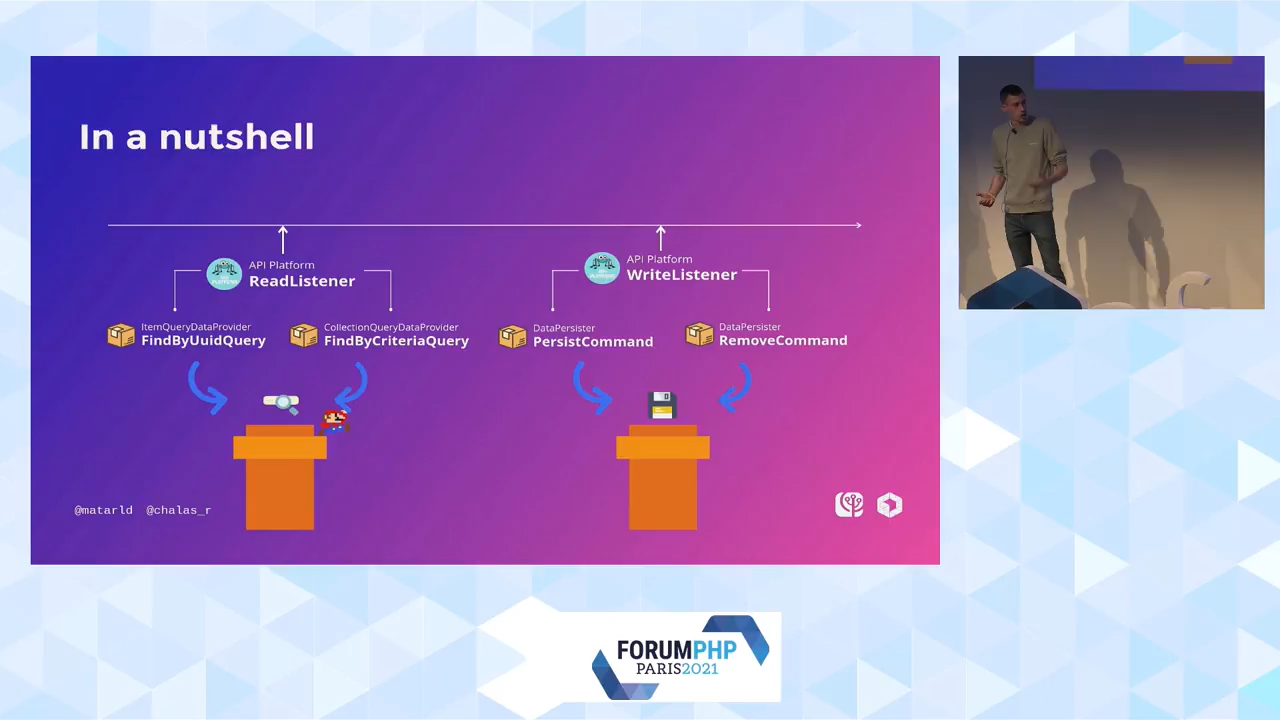 In a nutshell
API Platform
ReadListener
API Platform
WriteListener
ItemQueryDataProvider
FindByUuidQuery
CollectionQueryDataProvider
FindByCriteriaQuery
DataPersister
PersistCommand
DataPersister
RemoveCommand
@matarld @chalas_r
FORUMPHP
PARIS2021